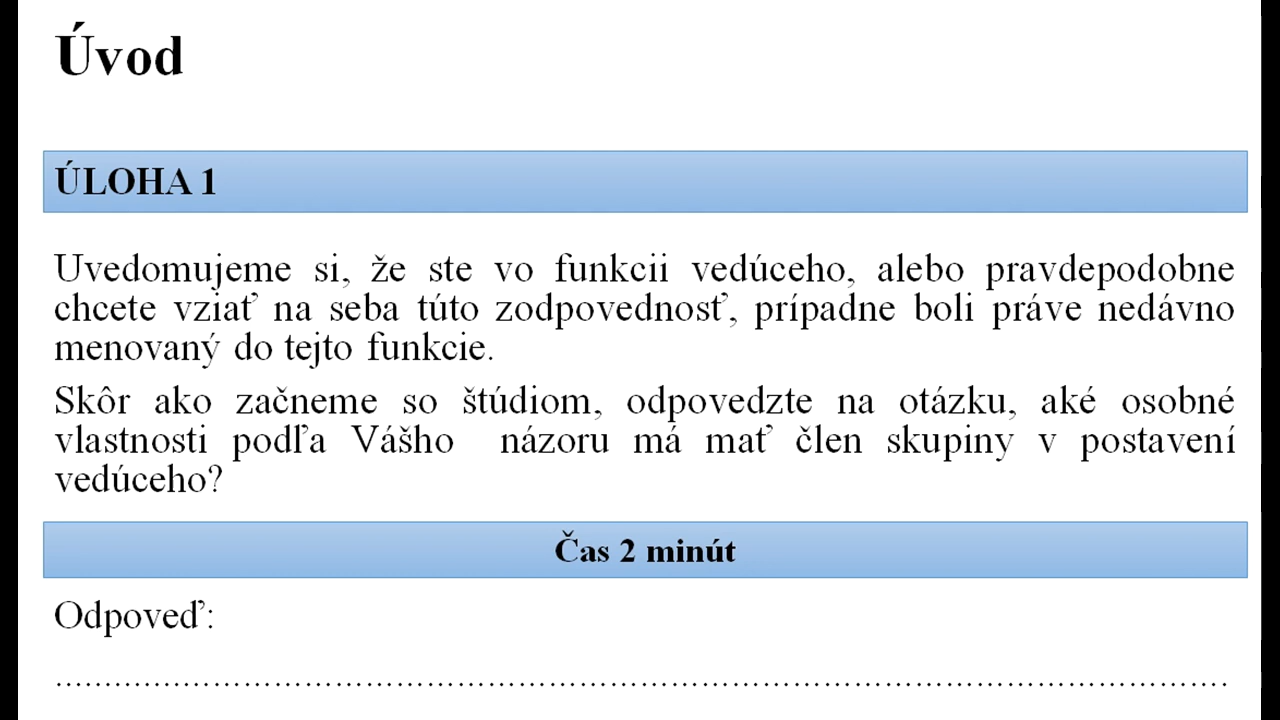 Úvod
ÚLOHA 1
Uvedomujeme si, že ste vo funkcii vedúceho, alebo pravdepodobne
chcete vziať na seba túto zodpovednosť, prípadne boli práve nedávno
menovaný do tejto funkcie.
Skôr ako začneme so štúdiom, odpovedzte na otázku, aké osobné
vlastnosti podľa Vášho názoru má mať člen skupiny v postavení
vedúceho?
Čas 2 minút
Odpoveď:
……………………………………………………………………………………………………………